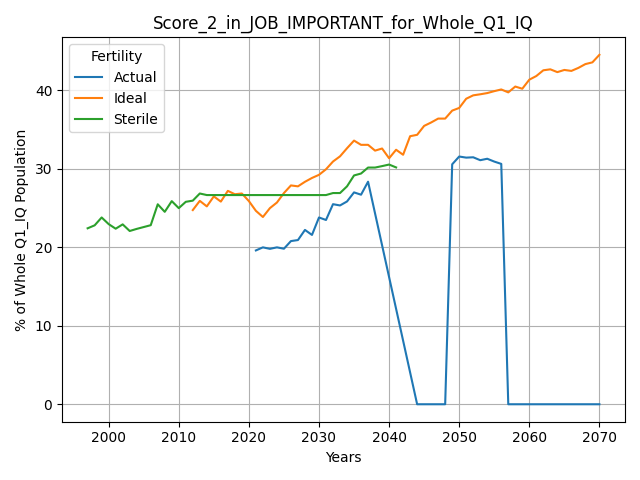 Score_2_in_JOB_IMPORTANT_for_Whole_Q1_IQ
Fertility
Actual
Ideal
Sterile
% of Whole Q1_IQ Population
40
30
20
10
0
2000 2010 2020 2030 2040 2050 2060 2070
Years